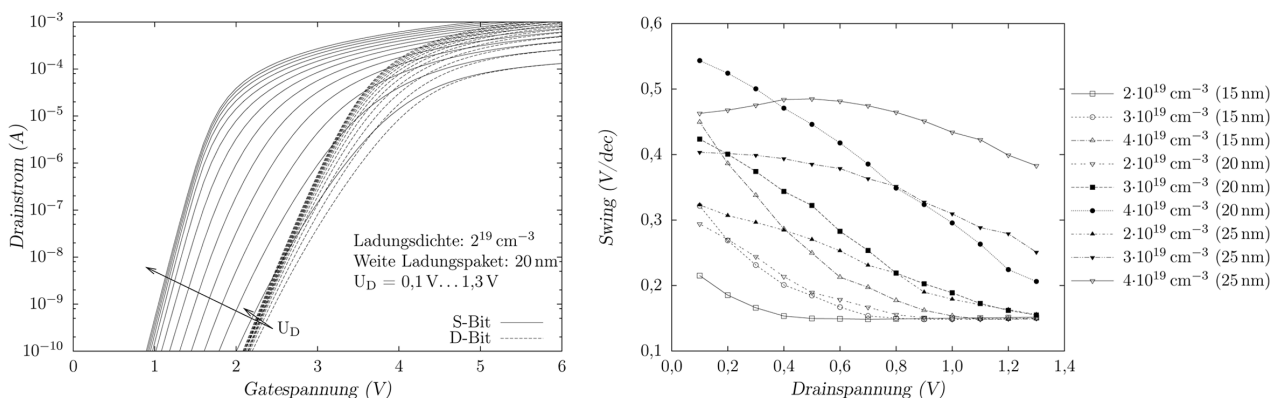 10−3
10−4
10−5
10−6
10−7
10−8
10−9
10−10
Drainstrom (A)
0 1 2 3 4 5 6
Gatespannung (V)
Ladungsdichte: 2^19 cm^−3
Weite Ladungspaket: 20 nm
U_D = 0,1 V...1,3 V
U_D
S-Bit
D-Bit
0,6
0,5
0,4
0,3
0,2
0,1
Swing (V/dec)
0,0 0,2 0,4 0,6 0,8 1,0 1,2 1,4
Drainspannung (V)
2·10^19 cm^−3 (15 nm)
3·10^19 cm^−3 (15 nm)
4·10^19 cm^−3 (15 nm)
2·10^19 cm^−3 (20 nm)
3·10^19 cm^−3 (20 nm)
4·10^19 cm^−3 (20 nm)
2·10^19 cm^−3 (25 nm)
3·10^19 cm^−3 (25 nm)
4·10^19 cm^−3 (25 nm)